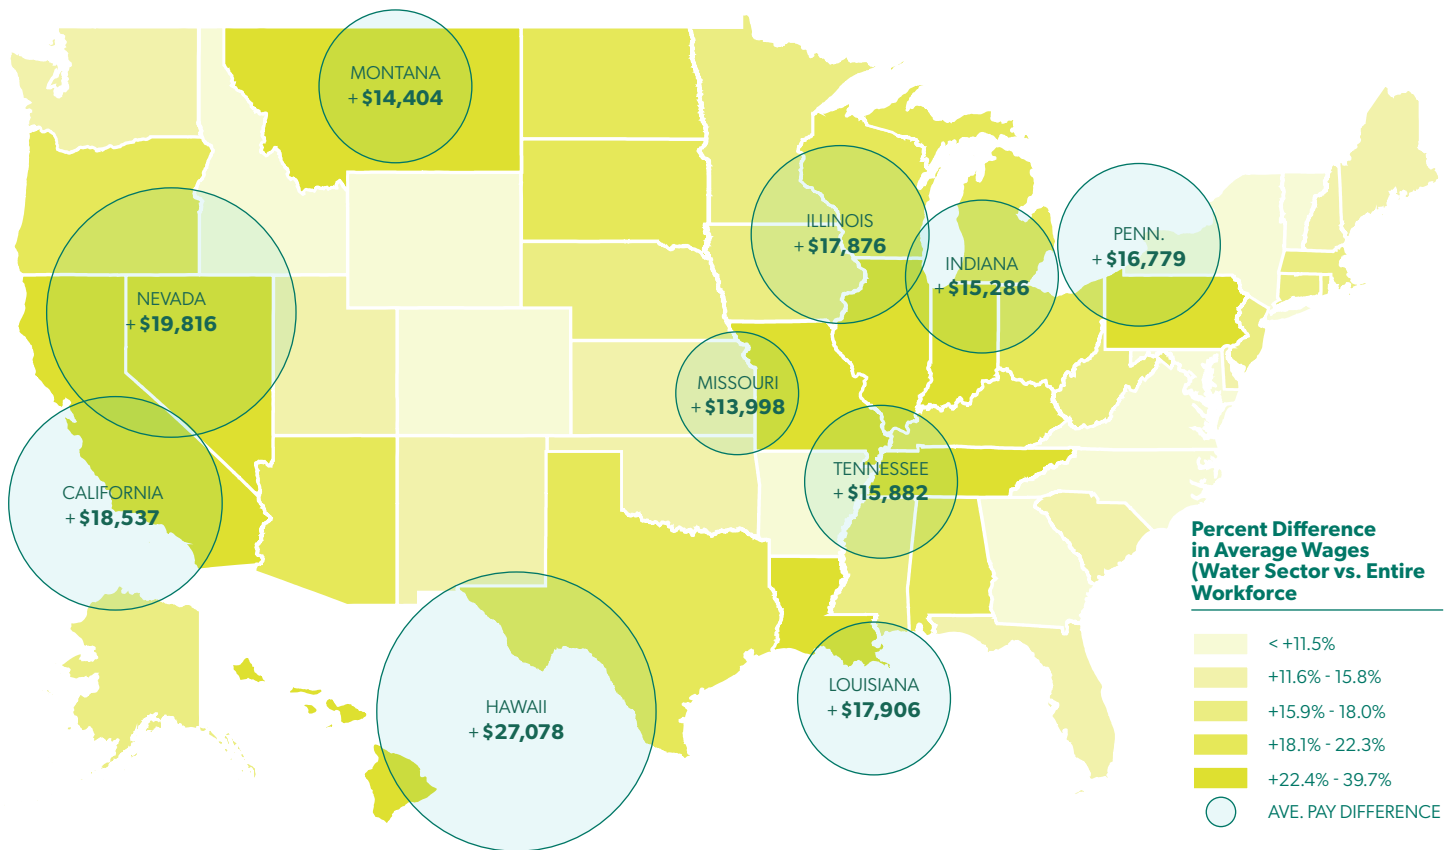 MONTANA
+ $14,404
ILLINOIS
+ $17,876
PENN.
+ $16,779
INDIANA
+ $15,286
NEVADA
+ $19,816
MISSOURI
+ $13,998
TENNESSEE
+ $15,882
CALIFORNIA
+ $18,537
LOUISIANA
+ $17,906
HAWAII
+ $27,078
Percent Difference
in Average Wages
(Water Sector vs. Entire
Workforce
< +11.5%
+11.6% - 15.8%
+15.9% - 18.0%
+18.1% - 22.3%
+22.4% - 39.7%
AVE. PAY DIFFERENCE